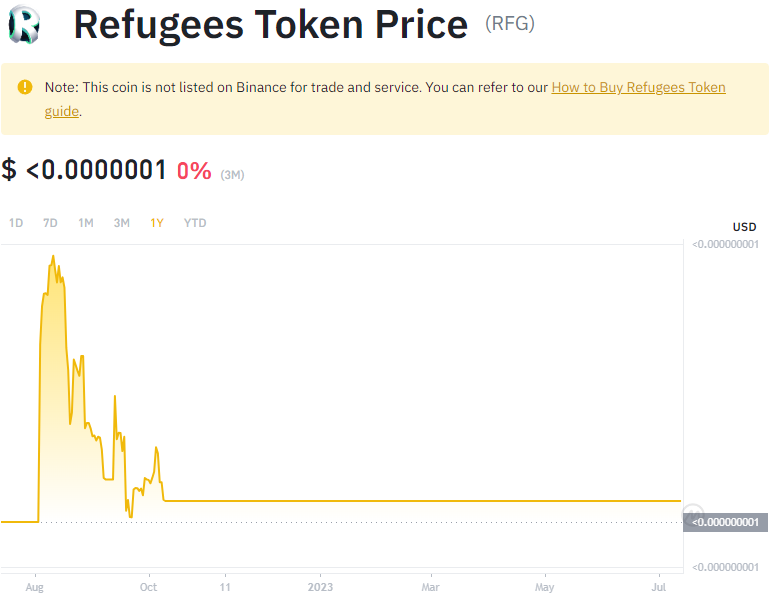 R
Refugees Token Price (RFG)
Note: This coin is not listed on Binance for trade and service. You can refer to our How to Buy Refugees Token
guide.
$ <0.0000001 0% (3M)
1D 7D 1M 3M 1Y YTD
USD
<0.000000001
<0.000000001
<0.000000001
Aug Oct 11 2023 Mar May Jul